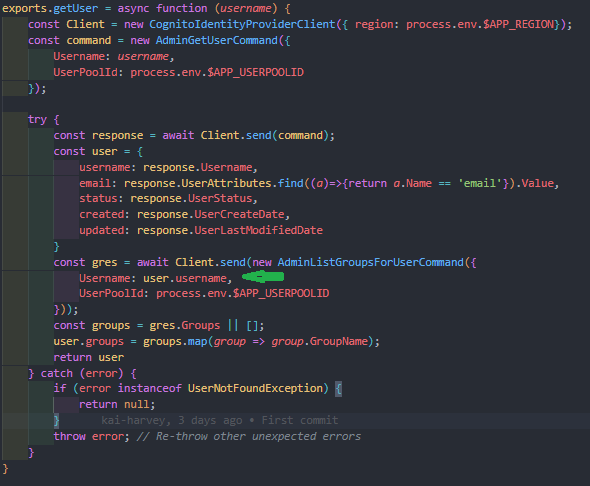 exports.getUser = async function (username) {
    const Client = new CognitoIdentityProviderClient({ region: process.env.$APP_REGION});
    const command = new AdminGetUserCommand({
        Username: username,
        UserPoolId: process.env.$APP_USERPOOLID
    });
    try {
        const response = await Client.send(command);
        const user = {
            username: response.Username,
            email: response.UserAttributes.find((a)=>{return a.Name == 'email'}).Value,
            status: response.UserStatus,
            created: response.UserCreateDate,
            updated: response.UserLastModifiedDate
        }
        const gres = await Client.send(new AdminListGroupsForUserCommand({
            Username: user.username,
            UserPoolId: process.env.$APP_USERPOOLID
        }));
        const groups = gres.Groups || [];
        user.groups = groups.map(group => group.GroupName);
        return user
    } catch (error) {
        if (error instanceof UserNotFoundException) {
            return null;
        }     kai-harvey, 3 days ago • First commit
        throw error; // Re-throw other unexpected errors
    }
}